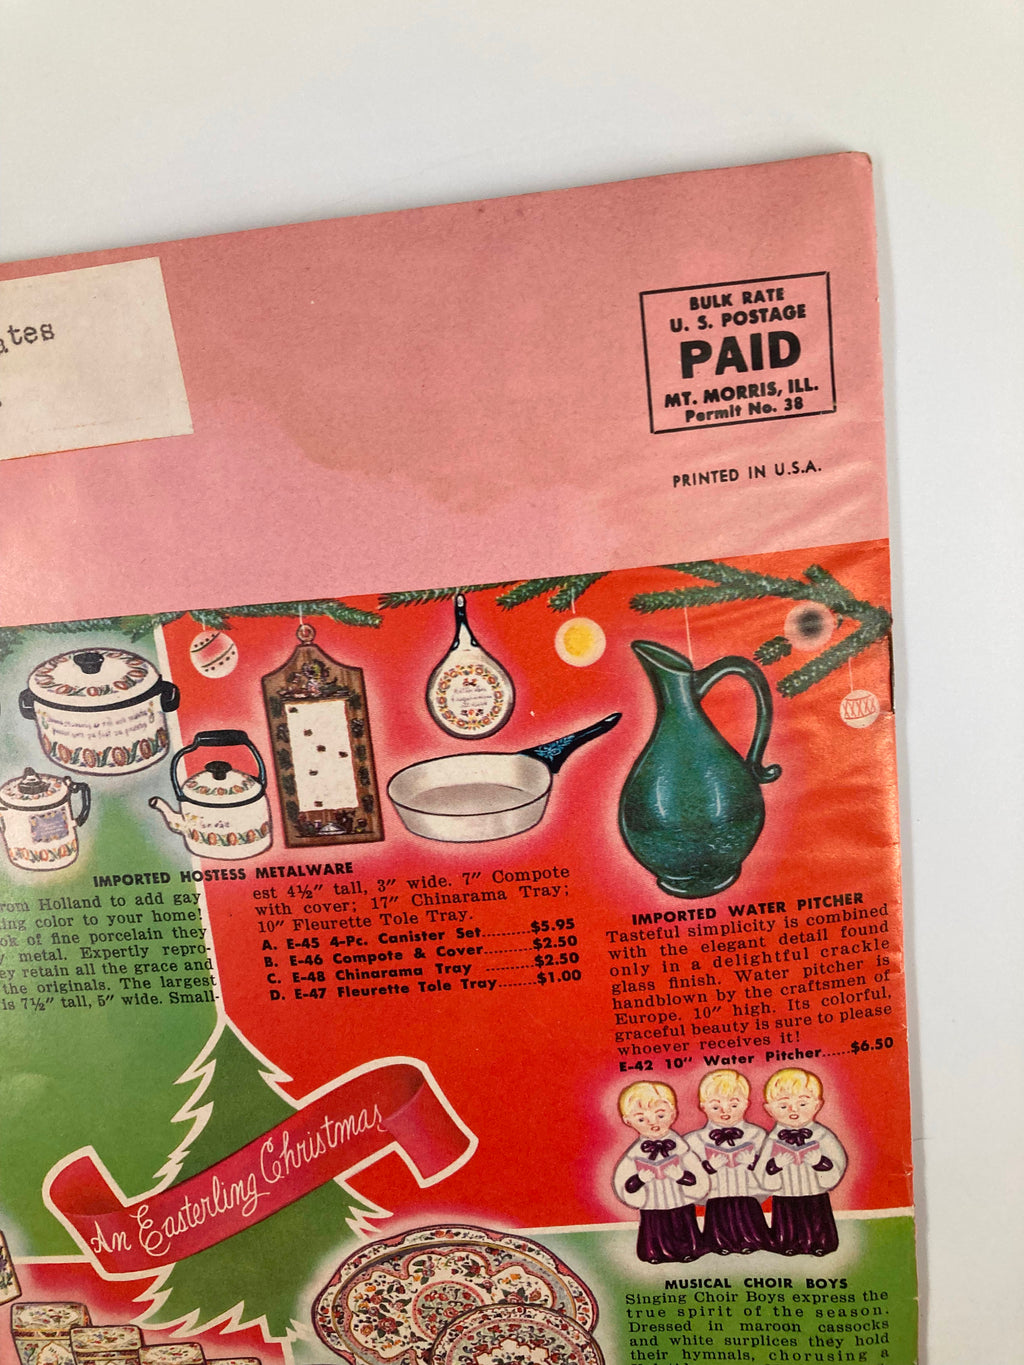 ates
BULK RATE
U. S. POSTAGE
PAID
MT. MORRIS, ILL.
Permit No. 38
PRINTED IN U.S.A.
IMPORTED HOSTESS METALWARE
from Holland to add gay
color to your home!
of fine porcelain they
metal. Expertly repro-
retain all the grace and
the originals. The largest
is 7½" tall, 5" wide. Small-
est 4½" tall, 3" wide. 7" Compote
with cover; 17" Chinarama Tray;
10" Fleurette Tole Tray.
A. E-45 4-Pc. Canister Set........$5.95
B. E-46 Compote & Cover.........$2.50
C. E-48 Chinarama Tray .........$2.50
D. E-47 Fleurette Tole Tray.......$1.00
IMPORTED WATER PITCHER
Tasteful simplicity is combined
with the elegant detail found
only in a delightful crackle
glass finish. Water pitcher is
handblown by the craftsmen of
Europe. 10" high. Its colorful,
graceful beauty is sure to please
whoever receives it!
E-42 10" Water Pitcher......$6.50
An Easterling Christmas
MUSICAL CHOIR BOYS
Singing Choir Boys express the
true spirit of the season.
Dressed in maroon cassocks
and white surplices they hold
their hymnals, chorusing a